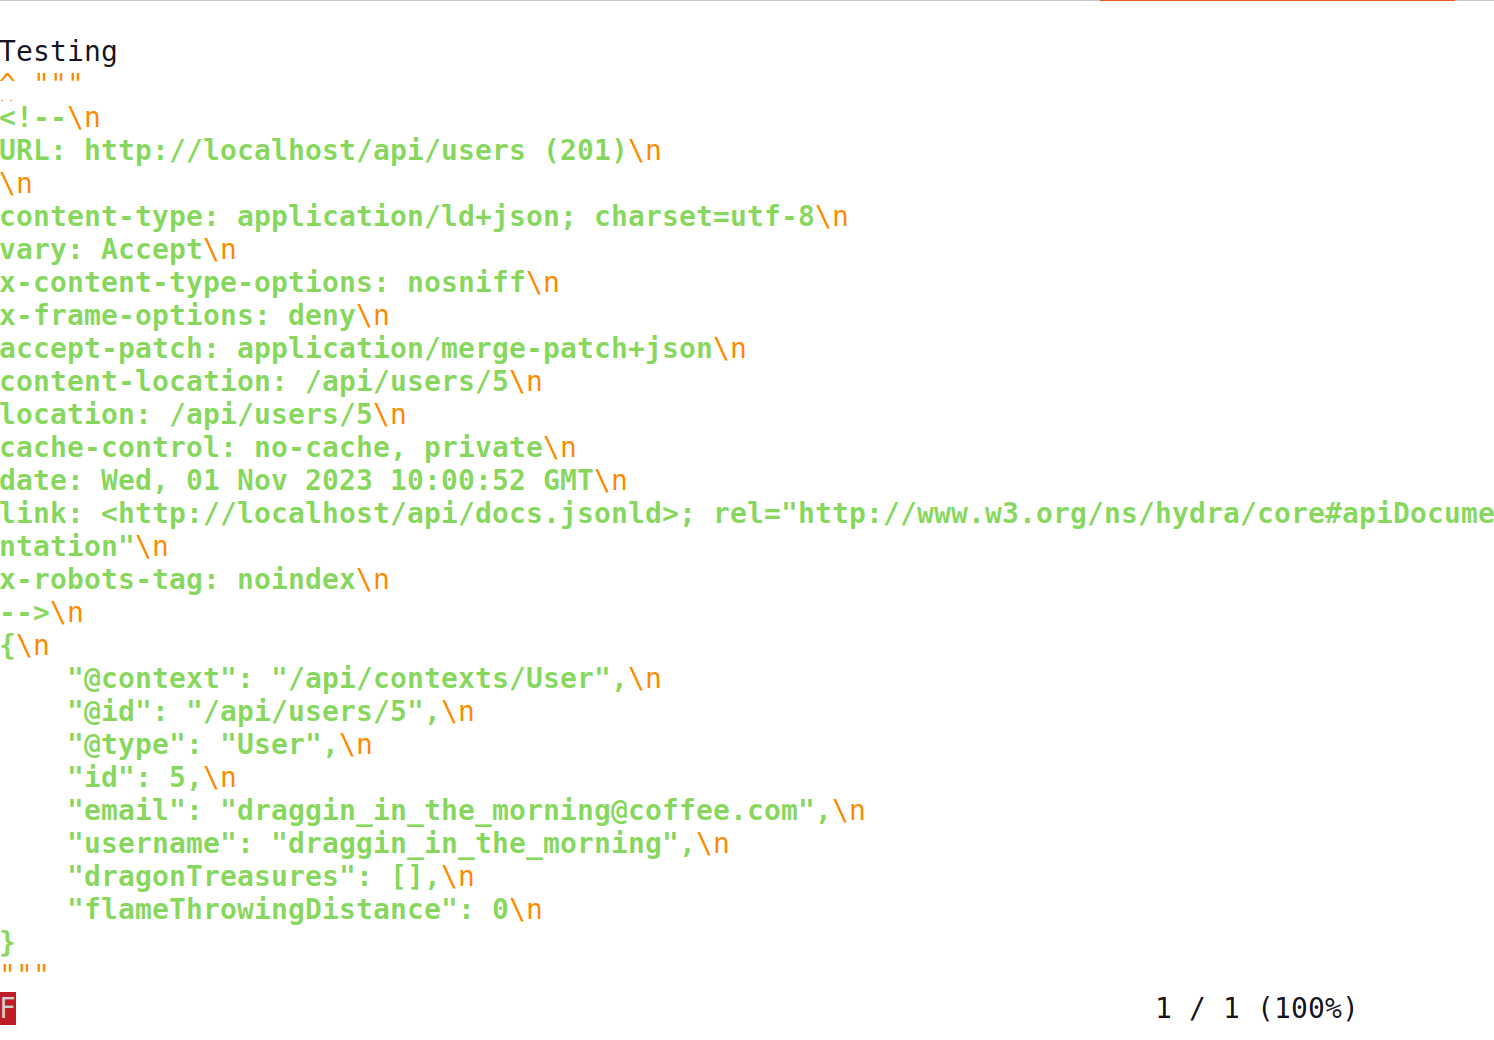 Testing
^ """
<!--\n
URL: http://localhost/api/users (201)\n
\n
content-type: application/ld+json; charset=utf-8\n
vary: Accept\n
x-content-type-options: nosniff\n
x-frame-options: deny\n
accept-patch: application/merge-patch+json\n
content-location: /api/users/5\n
location: /api/users/5\n
cache-control: no-cache, private\n
date: Wed, 01 Nov 2023 10:00:52 GMT\n
link: <http://localhost/api/docs.jsonld>; rel="http://www.w3.org/ns/hydra/core#apiDocume
ntation"\n
x-robots-tag: noindex\n
-->\n
{\n
    "@context": "/api/contexts/User",\n
    "@id": "/api/users/5",\n
    "@type": "User",\n
    "id": 5,\n
    "email": "draggin_in_the_morning@coffee.com",\n
    "username": "draggin_in_the_morning",\n
    "dragonTreasures": [],\n
    "flameThrowingDistance": 0\n
}
"""
F 1 / 1 (100%)